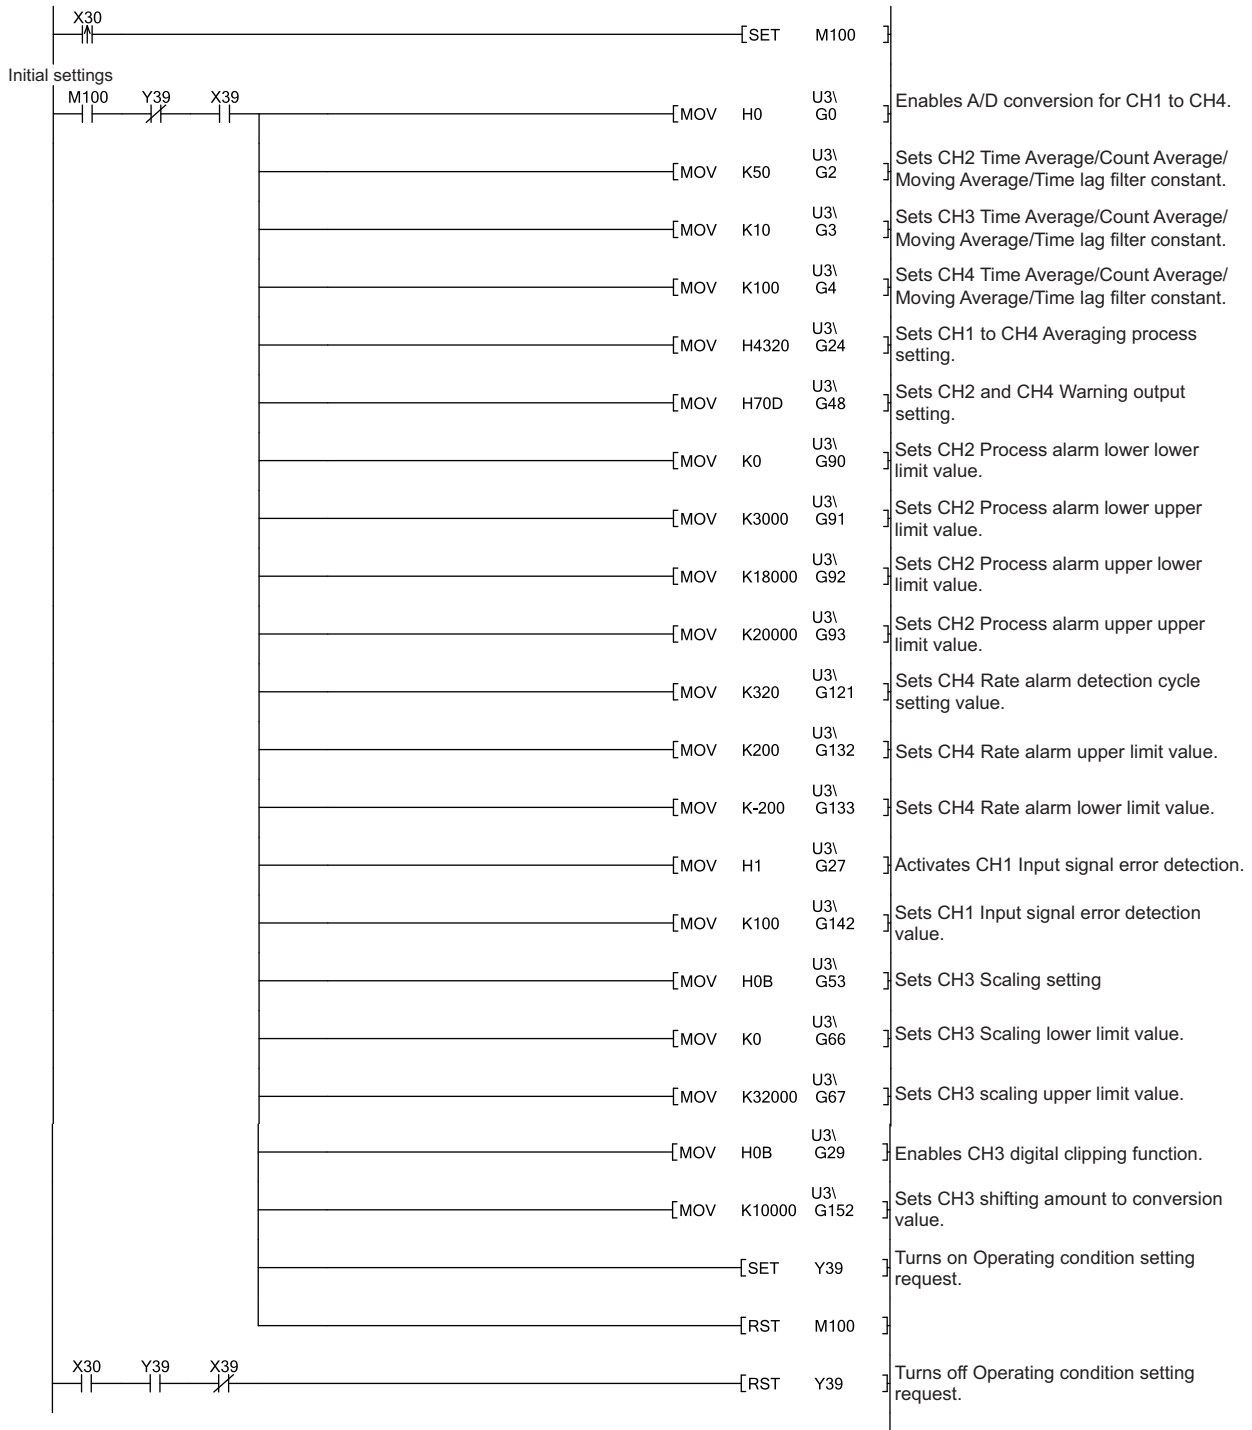 X30
[SET M100 ]
Initial settings
M100 Y39 X39
[MOV H0 U3\ G0 ]
Enables A/D conversion for CH1 to CH4.
[MOV K50 U3\ G2 ]
Sets CH2 Time Average/Count Average/
Moving Average/Time lag filter constant.
[MOV K10 U3\ G3 ]
Sets CH3 Time Average/Count Average/
Moving Average/Time lag filter constant.
[MOV K100 U3\ G4 ]
Sets CH4 Time Average/Count Average/
Moving Average/Time lag filter constant.
[MOV H4320 U3\ G24 ]
Sets CH1 to CH4 Averaging process
setting.
[MOV H70D U3\ G48 ]
Sets CH2 and CH4 Warning output
setting.
[MOV K0 U3\ G90 ]
Sets CH2 Process alarm lower lower
limit value.
[MOV K3000 U3\ G91 ]
Sets CH2 Process alarm lower upper
limit value.
[MOV K18000 U3\ G92 ]
Sets CH2 Process alarm upper lower
limit value.
[MOV K20000 U3\ G93 ]
Sets CH2 Process alarm upper upper
limit value.
[MOV K320 U3\ G121 ]
Sets CH4 Rate alarm detection cycle
setting value.
[MOV K200 U3\ G132 ]
Sets CH4 Rate alarm upper limit value.
[MOV K-200 U3\ G133 ]
Sets CH4 Rate alarm lower limit value.
[MOV H1 U3\ G27 ]
Activates CH1 Input signal error detection.
[MOV K100 U3\ G142 ]
Sets CH1 Input signal error detection
value.
[MOV H0B U3\ G53 ]
Sets CH3 Scaling setting
[MOV K0 U3\ G66 ]
Sets CH3 Scaling lower limit value.
[MOV K32000 U3\ G67 ]
Sets CH3 scaling upper limit value.
[MOV H0B U3\ G29 ]
Enables CH3 digital clipping function.
[MOV K10000 U3\ G152 ]
Sets CH3 shifting amount to conversion
value.
[SET Y39 ]
Turns on Operating condition setting
request.
[RST M100 ]
X30 Y39 X39
[RST Y39 ]
Turns off Operating condition setting
request.